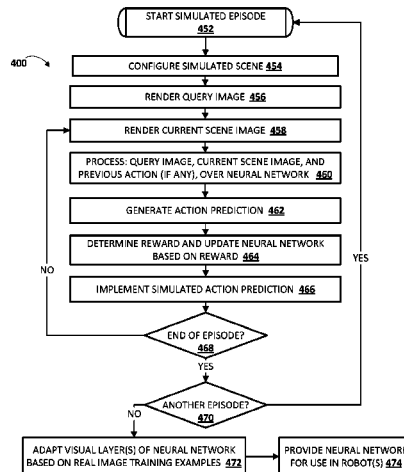 400
START SIMULATED EPISODE
452
CONFIGURE SIMULATED SCENE 454
RENDER QUERY IMAGE 456
RENDER CURRENT SCENE IMAGE 458
PROCESS: QUERY IMAGE, CURRENT SCENE IMAGE, AND
PREVIOUS ACTION (IF ANY), OVER NEURAL NETWORK 460
GENERATE ACTION PREDICTION 462
DETERMINE REWARD AND UPDATE NEURAL NETWORK
BASED ON REWARD 464
IMPLEMENT SIMULATED ACTION PREDICTION 466
NO
YES
END OF EPISODE?
468
YES
ANOTHER EPISODE?
470
NO
ADAPT VISUAL LAYER(S) OF NEURAL NETWORK
BASED ON REAL IMAGE TRAINING EXAMPLES 472
PROVIDE NEURAL NETWORK
FOR USE IN ROBOT(S) 474